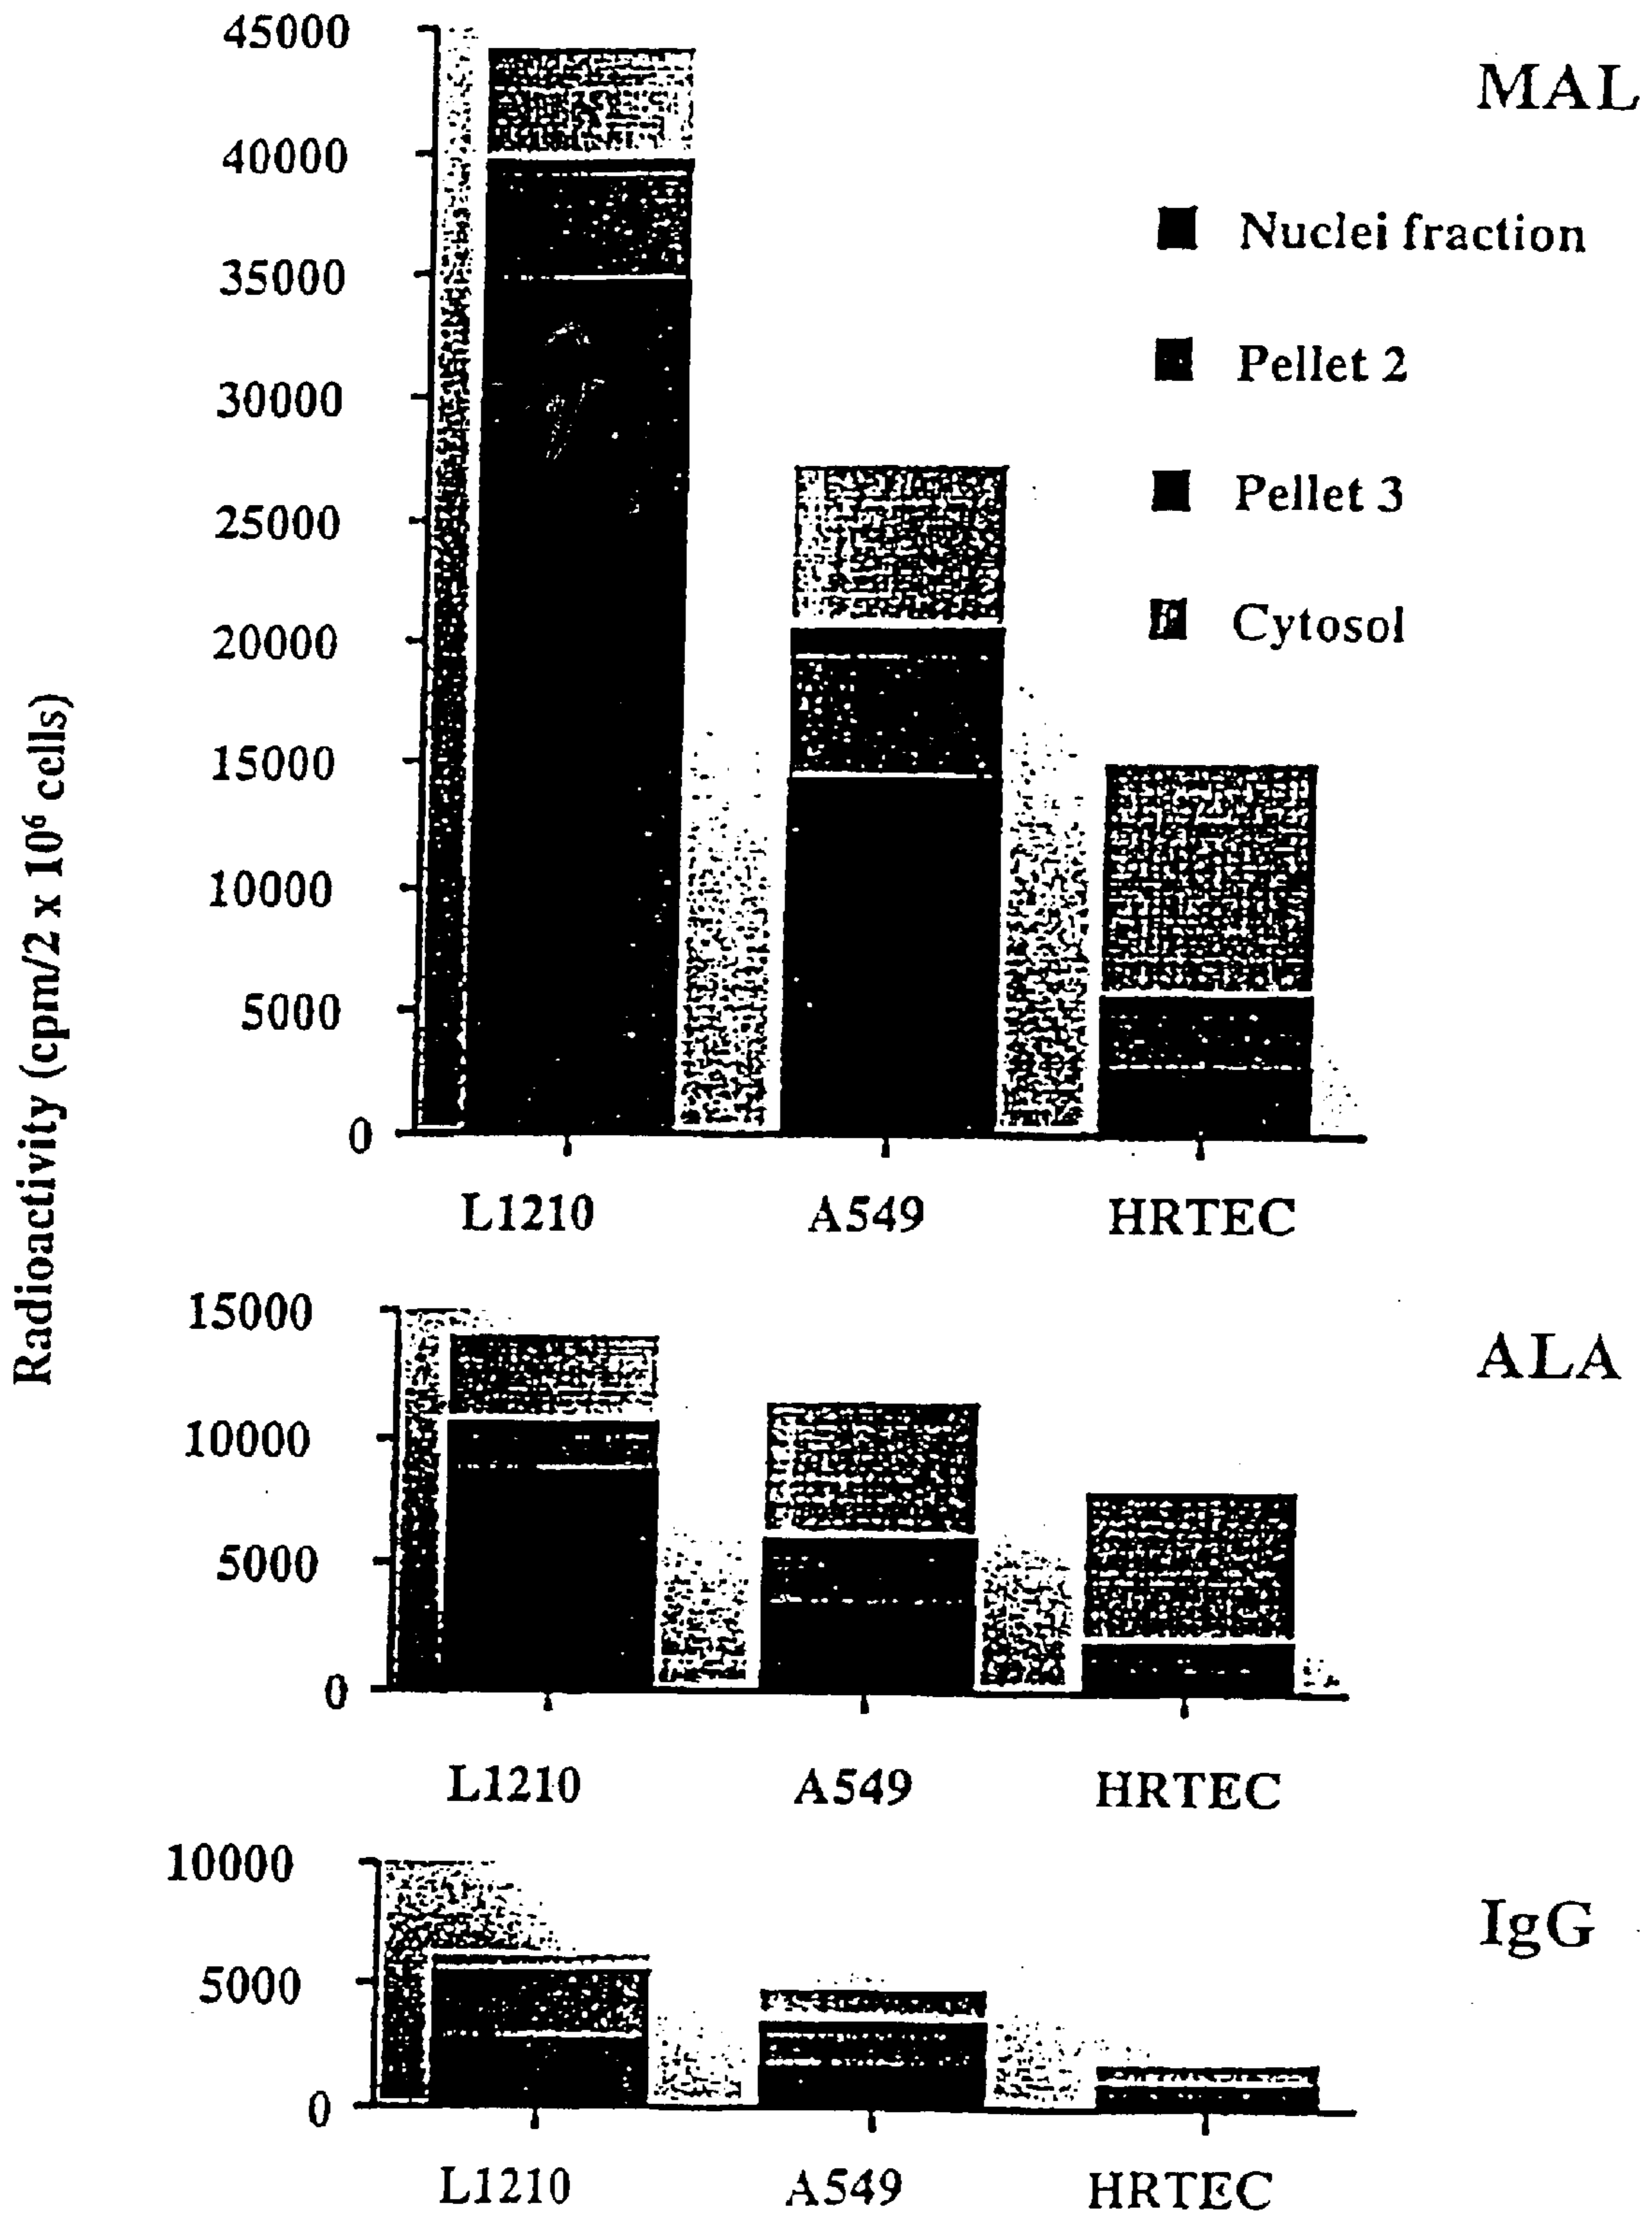 Radioactivity (cpm/2 x 10⁶ cells)
45000
40000
35000
30000
25000
20000
15000
10000
5000
0
MAL
Nuclei fraction
Pellet 2
Pellet 3
Cytosol
L1210 A549 HRTEC
15000
10000
5000
0
ALA
L1210 A549 HRTEC
10000
5000
0
IgG
L1210 A549 HRTEC